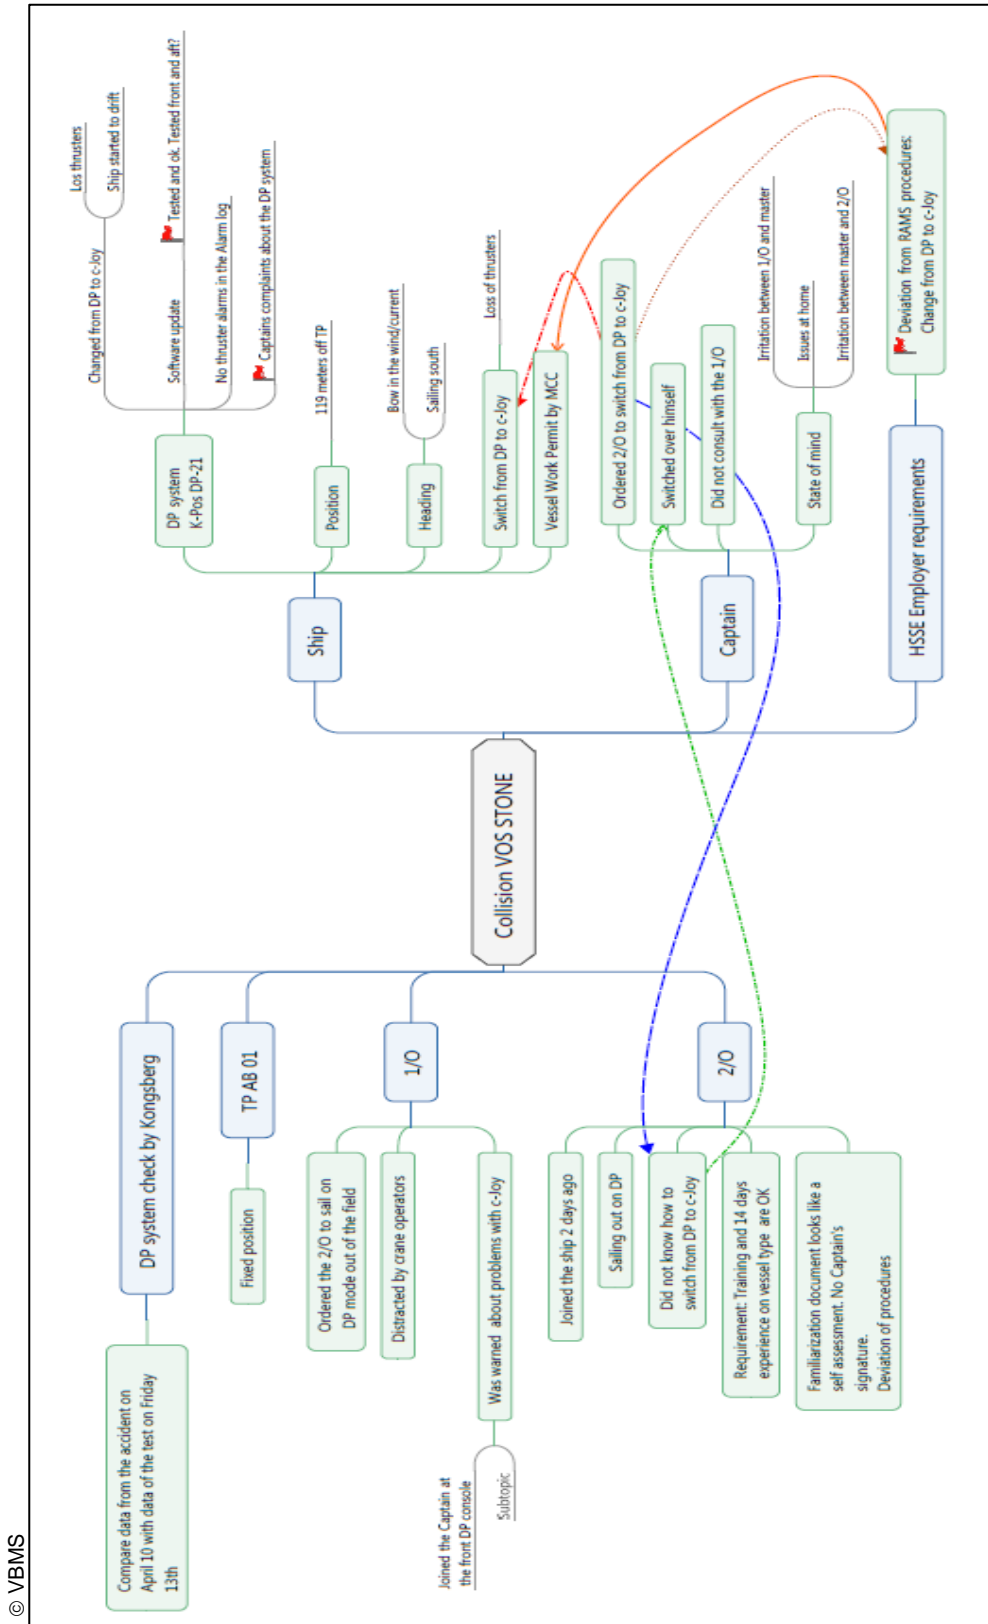 © VBMS
Collision VOS STONE
DP system check by Kongsberg
Compare data from the accident on
April 10 with data of the test on Friday
13th
TP AB 01
Fixed position
1/O
Ordered the 2/O to sail on
DP mode out of the field
Distracted by crane operators
Was warned about problems with c-Joy
Joined the Captain at
the front DP console
Subtopic
2/O
Joined the ship 2 days ago
Sailing out on DP
Did not know how to
switch from DP to c-Joy
Requirement: Training and 14 days
experience on vessel type are OK
Familiarization document looks like a
self assessment. No Captain's
signature.
Deviation of procedures
Ship
DP system
K-Pos DP-21
Changed from DP to c-Joy
Los thrusters
Ship started to drift
Software update
Tested and ok. Tested front and aft?
No thruster alarms in the Alarm log
Captains complaints about the DP system
Position
119 meters off TP
Heading
Bow in the wind/current
Sailing south
Switch from DP to c-Joy
Loss of thrusters
Vessel Work Permit by MCC
Captain
Ordered 2/O to switch from DP to c-Joy
Switched over himself
Did not consult with the 1/O
State of mind
Irritation between 1/O and master
Issues at home
Irritation between master and 2/O
HSSE Employer requirements
Deviation from RAMS procedures:
Change from DP to c-Joy